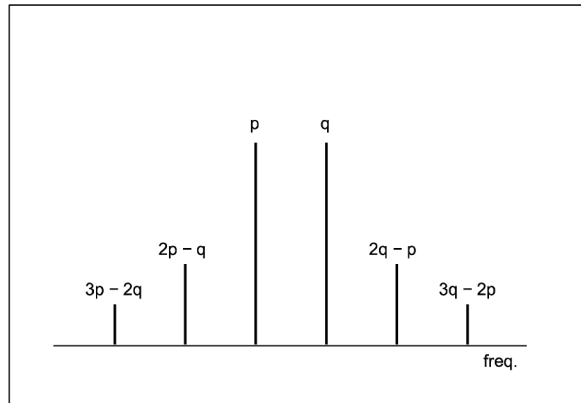 p
q
2p − q
2q − p
3p − 2q
3q − 2p
freq.